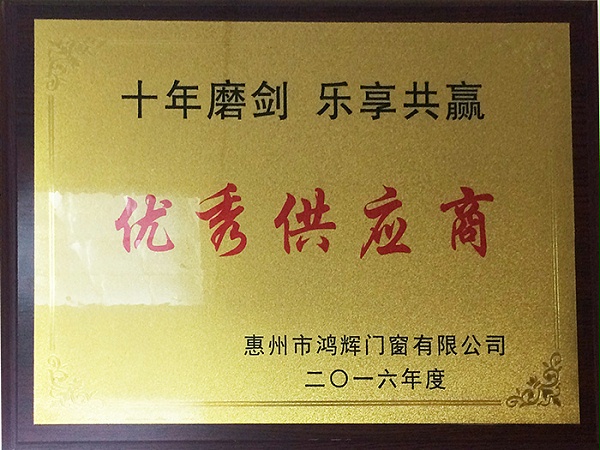 十年磨剑 乐享共赢
优秀供应商
惠州市鸿辉门窗有限公司
二〇一六年度